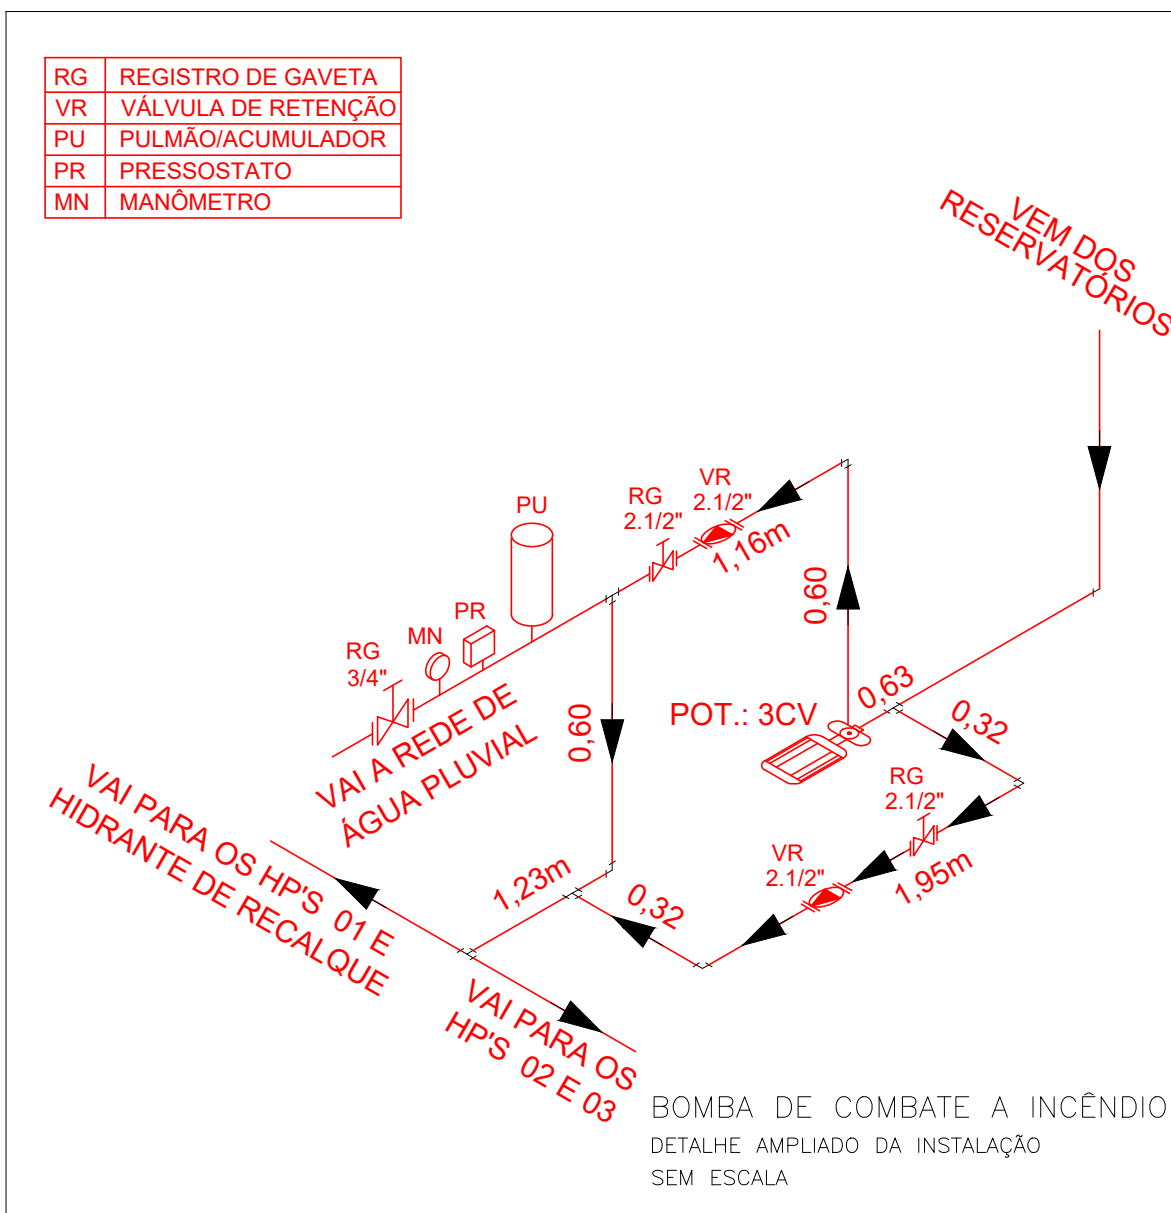 RG REGISTRO DE GAVETA
VR VÁLVULA DE RETENÇÃO
PU PULMÃO/ACUMULADOR
PR PRESSOSTATO
MN MANÔMETRO
VEM DOS
RESERVATÓRIOS
VR
2.1/2"
RG
2.1/2"
1,16m
PU
PR
MN
RG
3/4"
0,60
0,60
POT.: 3CV
0,63
0,32
RG
2.1/2"
VR
2.1/2"
1,95m
VAI A REDE DE
ÁGUA PLUVIAL
VAI PARA OS HP'S 01 E
HIDRANTE DE RECALQUE
1,23m
0,32
VAI PARA OS
HP'S 02 E 03
BOMBA DE COMBATE A INCÊNDIO
DETALHE AMPLIADO DA INSTALAÇÃO
SEM ESCALA